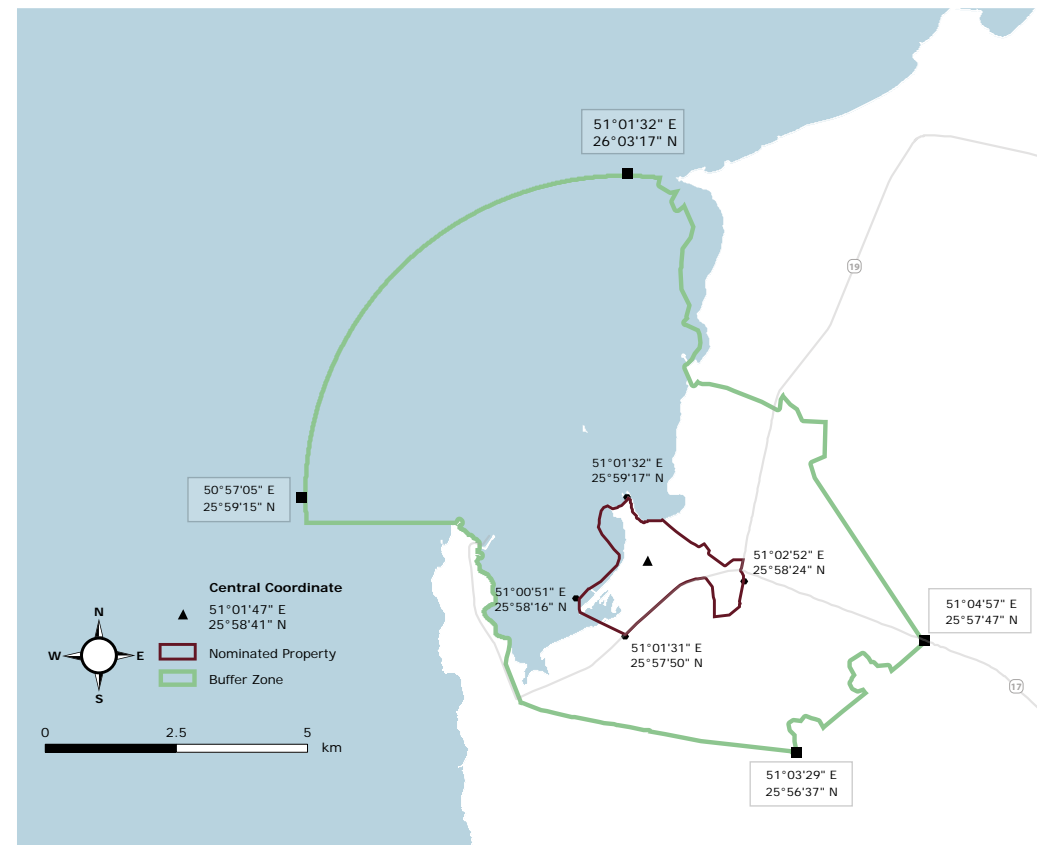 51°01'32" E
26°03'17" N
19
51°01'32" E
25°59'17" N
50°57'05" E
25°59'15" N
51°02'52" E
25°58'24" N
Central Coordinate
51°01'47" E
25°58'41" N
51°00'51" E
25°58'16" N
51°04'57" E
25°57'47" N
N
W
E
S
Nominated Property
Buffer Zone
51°01'31" E
25°57'50" N
17
0
2.5
5
km
51°03'29" E
25°56'37" N